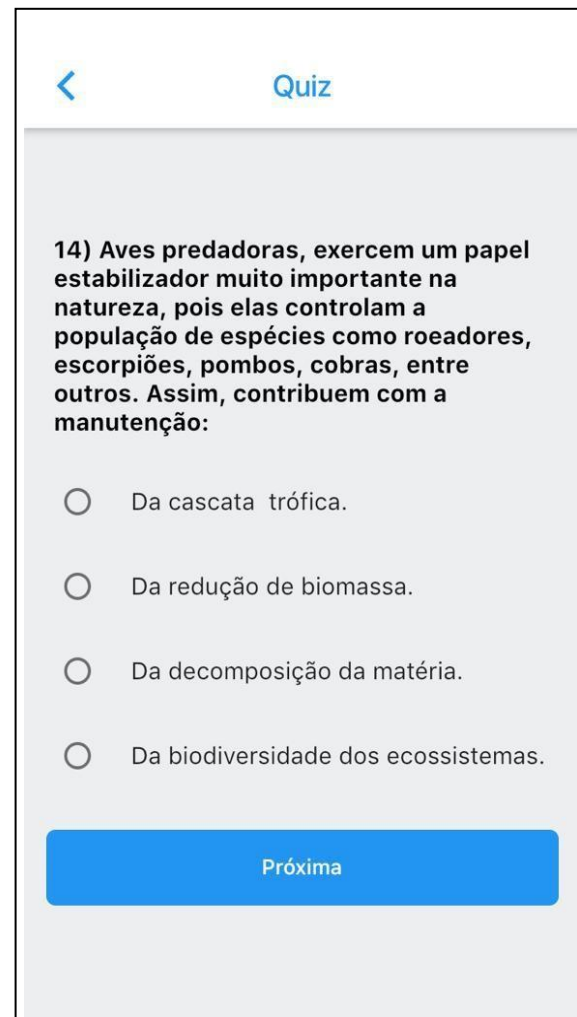 Quiz
14) Aves predadoras, exercem um papel
estabilizador muito importante na
natureza, pois elas controlam a
população de espécies como roeadores,
escorpiões, pombos, cobras, entre
outros. Assim, contribuem com a
manutenção:
Da cascata  trófica.
Da redução de biomassa.
Da decomposição da matéria.
Da biodiversidade dos ecossistemas.
Próxima